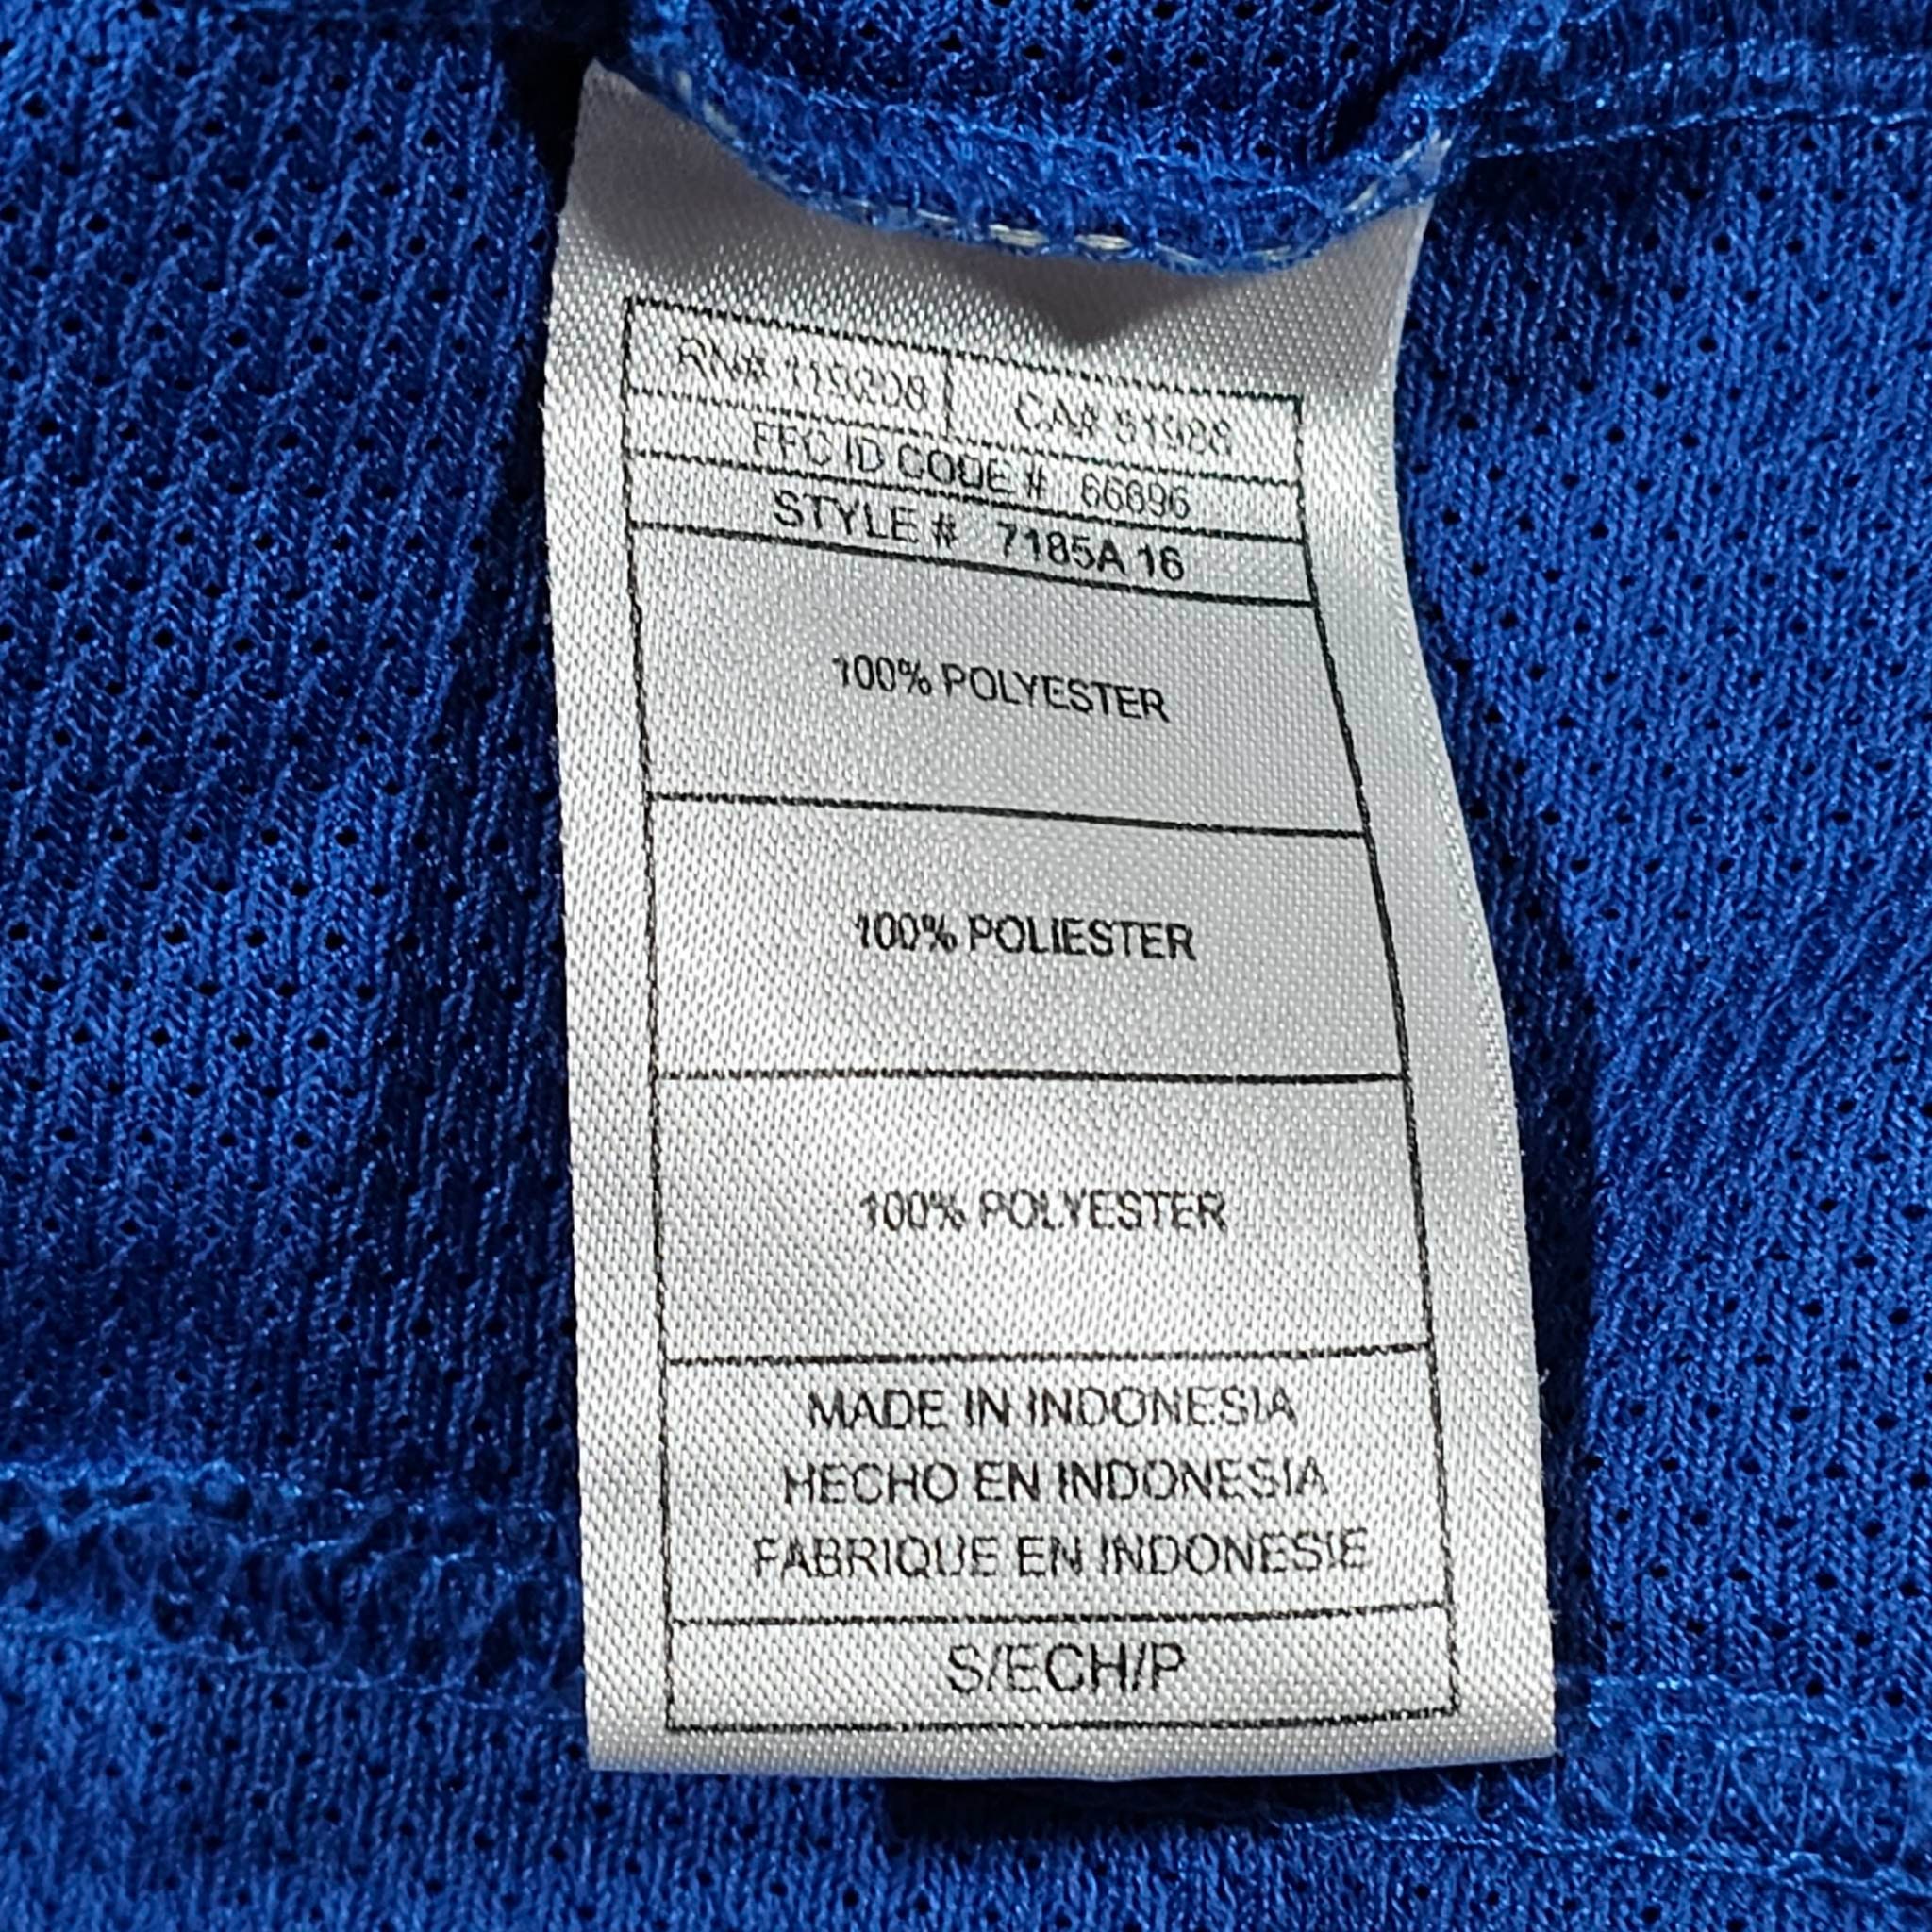 RN# 119208 CA# 51988
FFC ID CODE # 66696
STYLE # 7185A 16
100% POLYESTER
100% POLIESTER
100% POLYESTER
MADE IN INDONESIA
HECHO EN INDONESIA
FABRIQUE EN INDONESIE
S/ECH/P